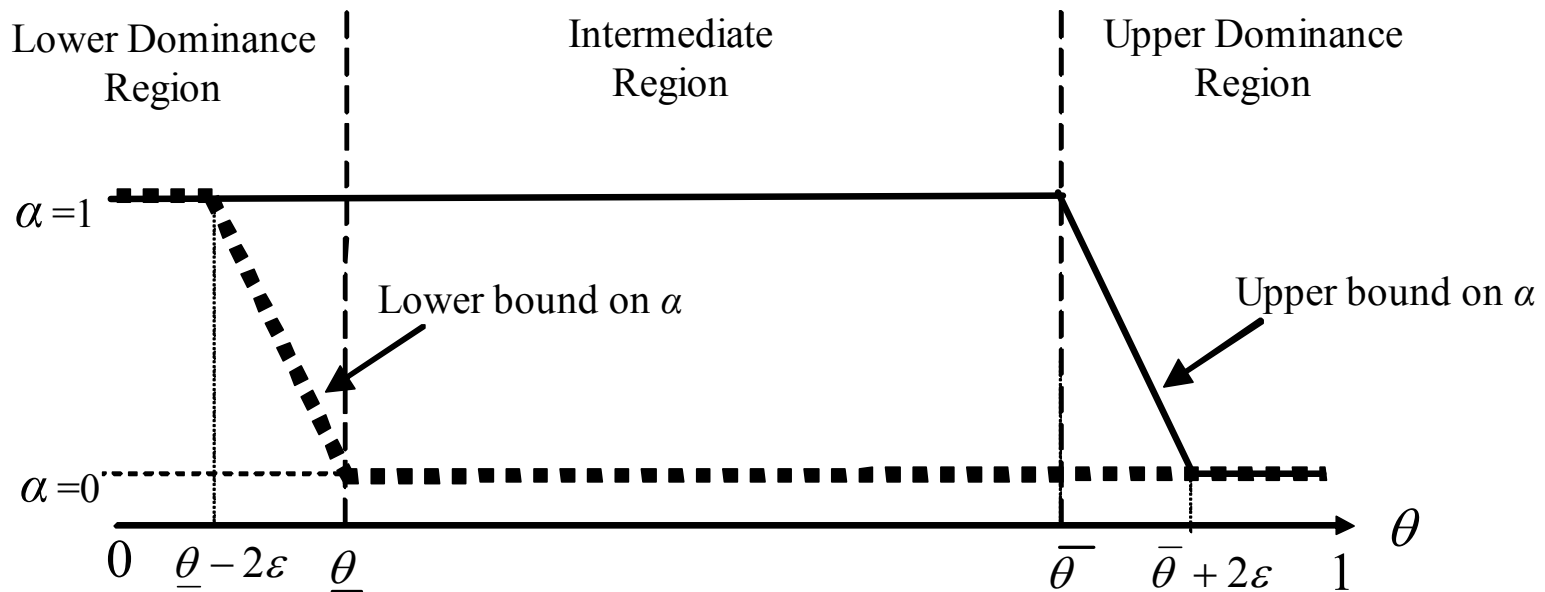 Lower Dominance
Region
Intermediate
Region
Upper Dominance
Region
α =1
Lower bound on α
Upper bound on α
α =0
0 θ̲ − 2ε θ̲ θ̅ θ̅ + 2ε 1 θ